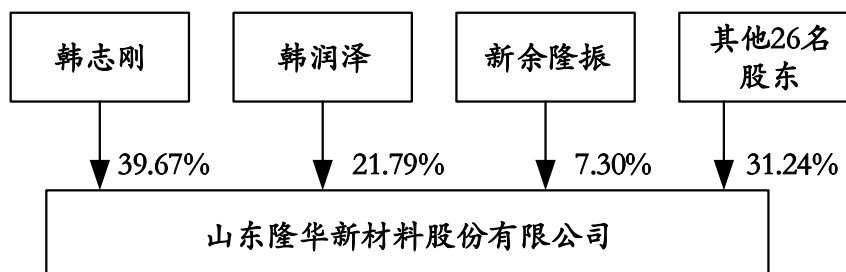 韩志刚
韩润泽
新余隆振
其他26名
股东
39.67%
21.79%
7.30%
31.24%
山东隆华新材料股份有限公司